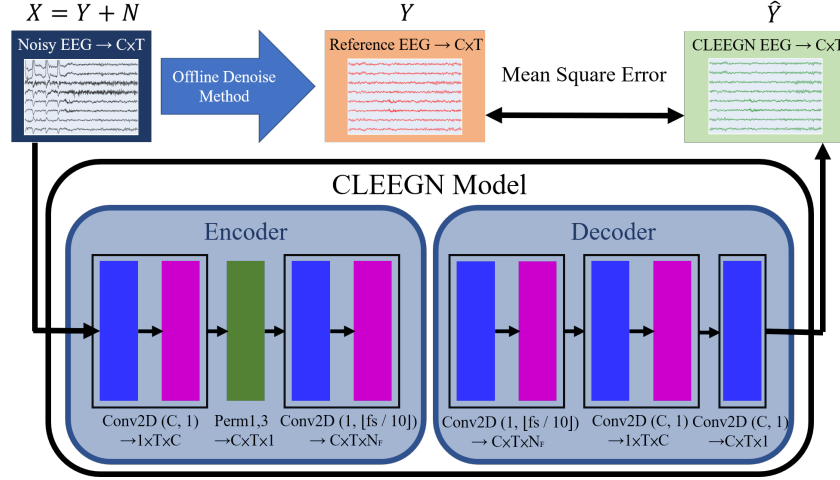 X = Y + N
Y
Ŷ
Noisy EEG → C×T
Offline Denoise
Method
Reference EEG → C×T
Mean Square Error
CLEEGN EEG → C×T
CLEEGN Model
Encoder
Decoder
Conv2D (C, 1)
→1×T×C
Perm1,3
→C×T×1
Conv2D (1, ⌊fs / 10⌋)
→ C×T×N_F
Conv2D (1, ⌊fs / 10⌋)
→ C×T×N_F
Conv2D (C, 1)
→1×T×C
Conv2D (C, 1)
→C×T×1